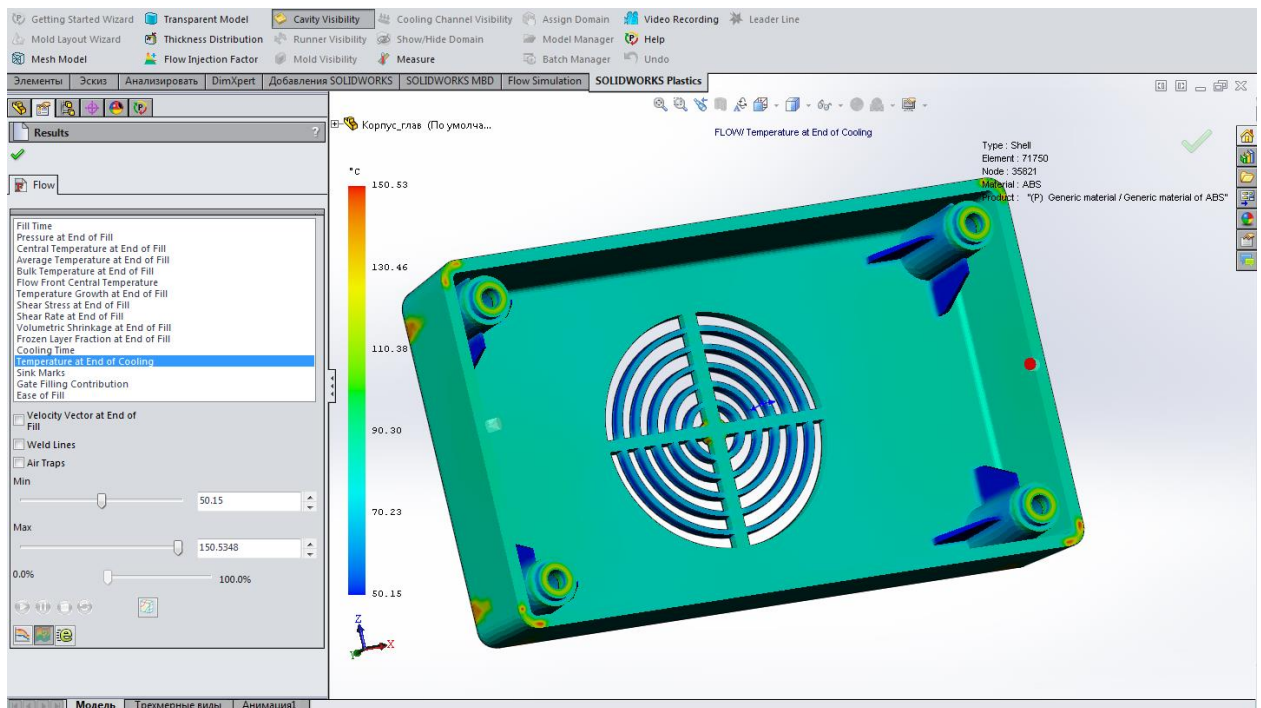 Getting Started Wizard Transparent Model Cavity Visibility Cooling Channel Visibility Assign Domain Video Recording Leader Line
Mold Layout Wizard Thickness Distribution Runner Visibility Show/Hide Domain Model Manager Help
Mesh Model Flow Injection Factor Mold Visibility Measure Batch Manager Undo
Элементы Эскиз Анализировать DimXpert Добавления SOLIDWORKS SOLIDWORKS MBD Flow Simulation SOLIDWORKS Plastics
Results ?
Flow
Fill Time
Pressure at End of Fill
Central Temperature at End of Fill
Average Temperature at End of Fill
Bulk Temperature at End of Fill
Flow Front Central Temperature
Temperature Growth at End of Fill
Shear Stress at End of Fill
Shear Rate at End of Fill
Volumetric Shrinkage at End of Fill
Frozen Layer Fraction at End of Fill
Cooling Time
Temperature at End of Cooling
Sink Marks
Gate Filling Contribution
Ease of Fill
Velocity Vector at End of
Fill
Weld Lines
Air Traps
Min
50.15
Max
150.5348
0.0% 100.0%
Корпус_глав (По умолча...
FLOW/ Temperature at End of Cooling
Type : Shell
Element : 71750
Node : 35821
Material : ABS
Product : "(P) Generic material / Generic material of ABS"
°C
150.53
130.46
110.38
90.30
70.23
50.15
Z
X
Y
Модель Трехмерные виды Анимация1